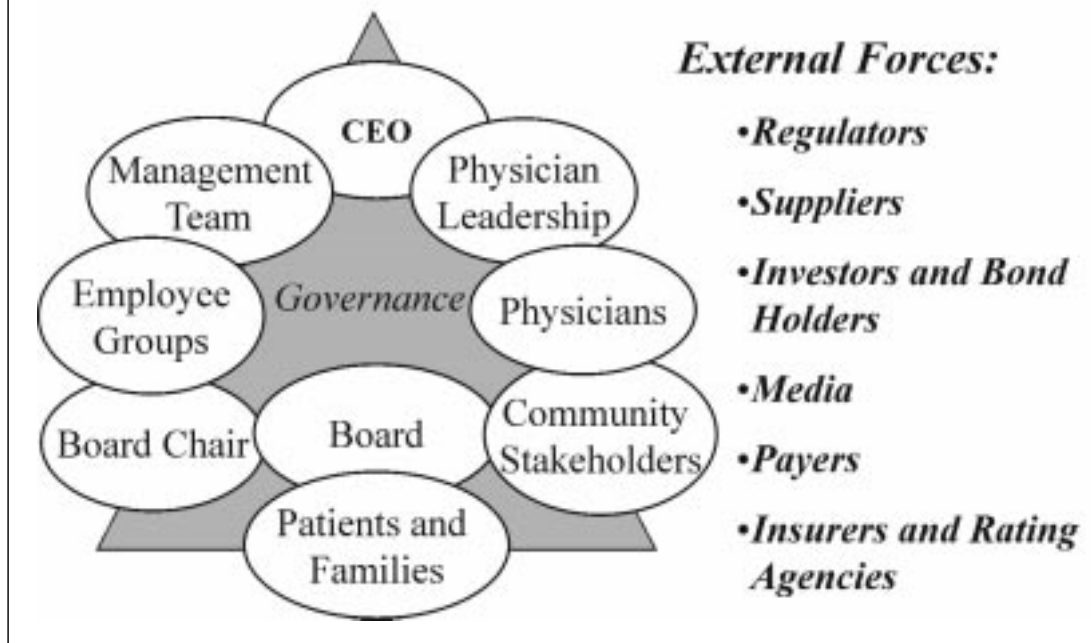 CEO
Management
Team
Physician
Leadership
Employee
Groups
Governance
Physicians
Board Chair
Board
Community
Stakeholders
Patients and
Families
External Forces:
•Regulators
•Suppliers
•Investors and Bond
Holders
•Media
•Payers
•Insurers and Rating
Agencies